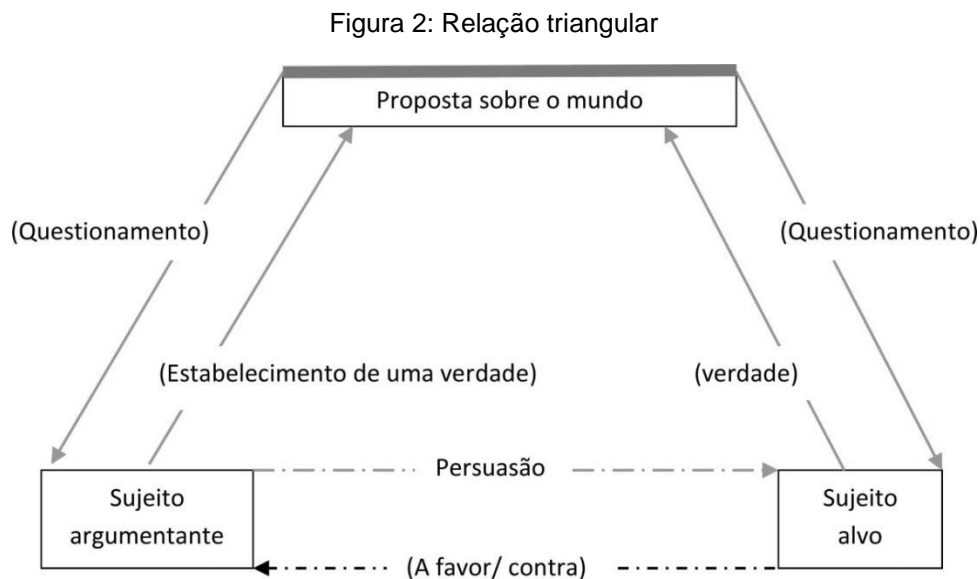 Figura 2: Relação triangular
Proposta sobre o mundo
(Questionamento)
(Questionamento)
(Estabelecimento de uma verdade)
(verdade)
Persuasão
Sujeito
argumentante
Sujeito
alvo
(A favor/ contra)